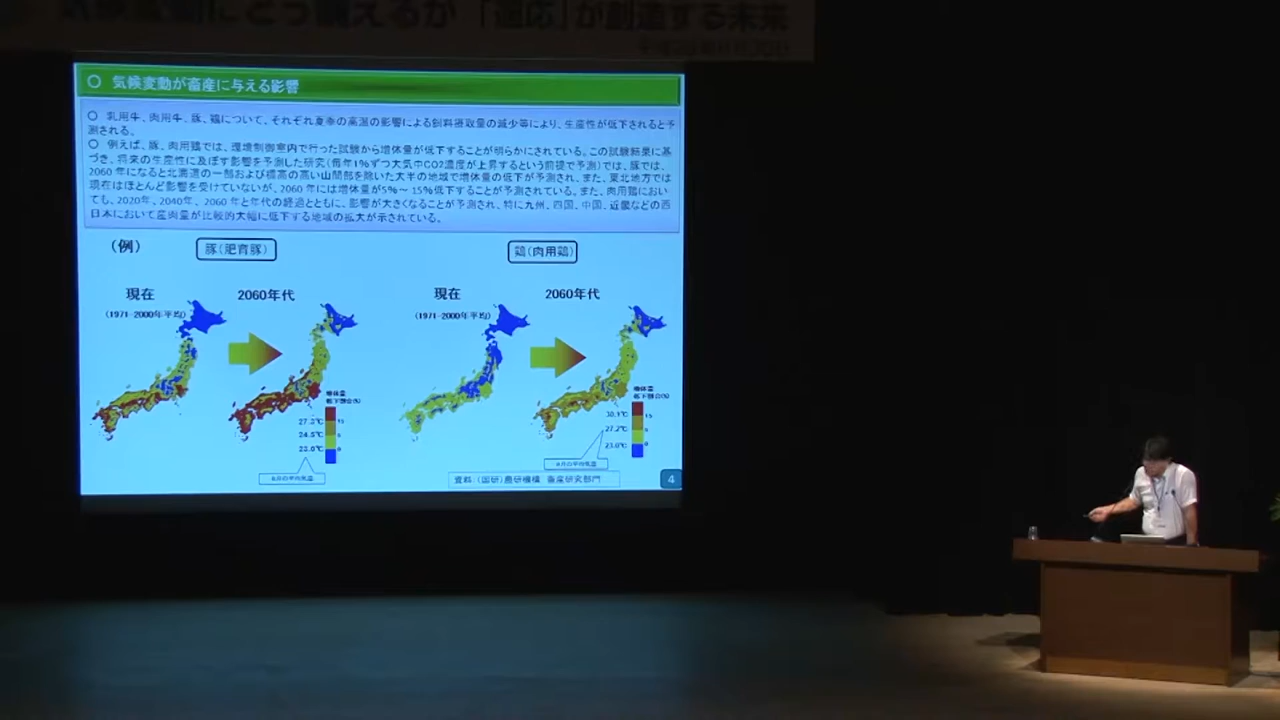 気候変動にどう備えるか 「適応」が創造する未来
○ 気候変動が畜産に与える影響
○ 乳用牛、肉用牛、豚、鶏について、それぞれ夏季の高温の影響による飼料摂取量の減少等により、生産性が低下されると予
測される。
○ 例えば、豚、肉用鶏では、環境制御室内で行った試験から増体量が低下することが明らかにされている。この試験結果に基
づき、将来の生産性に及ぼす影響を予測した研究（毎年1%ずつ大気中CO2濃度が上昇するという前提で予測）では、豚では、
2060年になると北海道の一部および標高の高い山間部を除いた大半の地域で増体量の低下が予測され、また、東北地方では
現在はほとんど影響を受けていないが、2060年には増体量が5%～15%低下することが予測されている。また、肉用鶏におい
ても、2020年、2040年、2060年と年代の経過とともに、影響が大きくなることが予測され、特に九州、四国、中国、近畿などの西
日本において産肉量が比較的大幅に低下する地域の拡大が示されている。
（例）
豚（肥育豚）
鶏（肉用鶏）
現在
2060年代
現在
2060年代
（1971-2000年平均）
（1971-2000年平均）
増体量
低下割合(%)
27.3℃
15
24.5℃
5
23.0℃
0
8月の平均気温
増体量
低下割合(%)
30.1℃
15
27.2℃
5
23.0℃
0
8月の平均気温
資料：（国研）農研機構 畜産研究部門
4